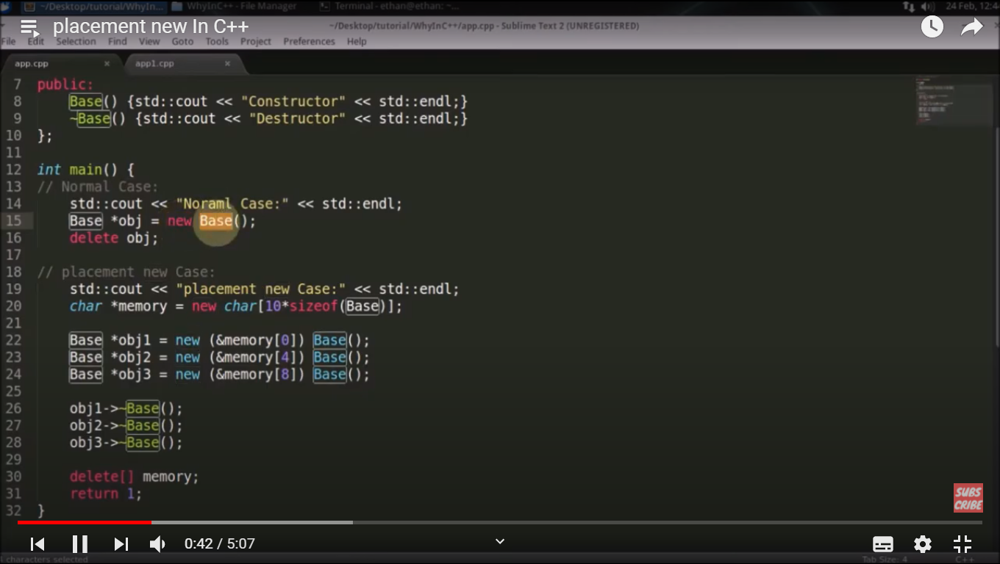 ~/Desktop/tutorial/WhyIn... WhyInC++ - File Manager Terminal - ethan@ethan: ~... 24 Feb, 12:4
placement new In C++
~/Desktop/tutorial/WhyInC++/app.cpp - Sublime Text 2 (UNREGISTERED)
File Edit Selection Find View Goto Tools Project Preferences Help
app.cpp × app1.cpp ×
7 public:
8 Base() {std::cout << "Constructor" << std::endl;}
9 ~Base() {std::cout << "Destructor" << std::endl;}
10 };
11
12 int main() {
13 // Normal Case:
14 std::cout << "Noraml Case:" << std::endl;
15 Base *obj = new Base();
16 delete obj;
17
18 // placement new Case:
19 std::cout << "placement new Case:" << std::endl;
20 char *memory = new char[10*sizeof(Base)];
21
22 Base *obj1 = new (&memory[0]) Base();
23 Base *obj2 = new (&memory[4]) Base();
24 Base *obj3 = new (&memory[8]) Base();
25
26 obj1->~Base();
27 obj2->~Base();
28 obj3->~Base();
29
30 delete[] memory;
31 return 1;
32 }
SUBS
CRIBE
0:42 / 5:07
characters selected Tab Size: 4 C++